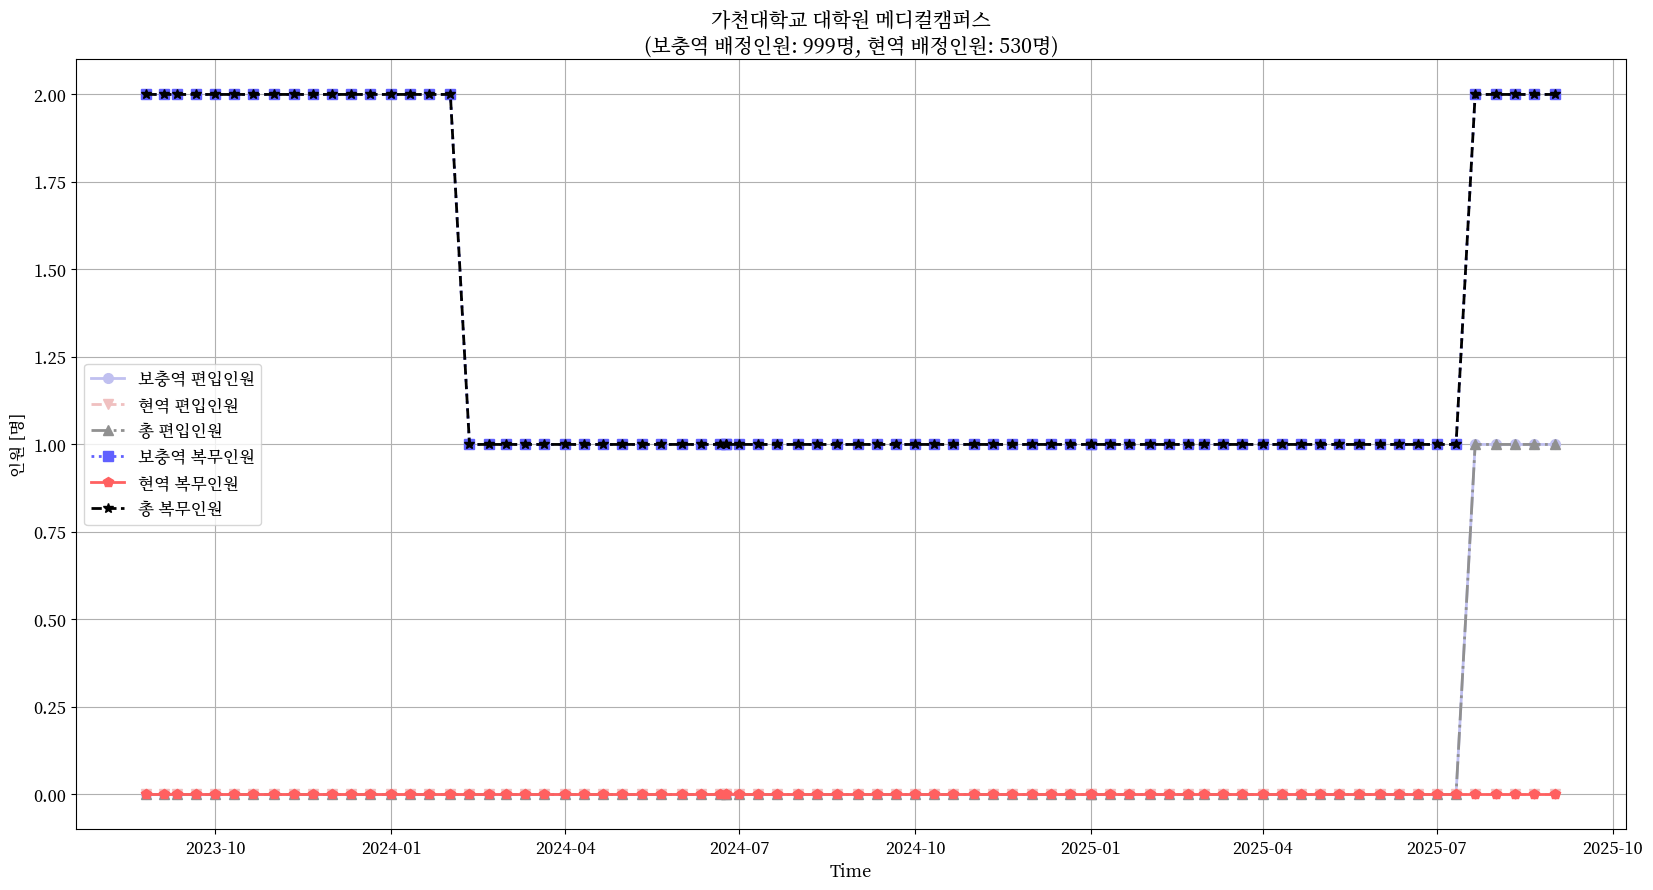 가천대학교 대학원 메디컬캠퍼스
(보충역 배정인원: 999명, 현역 배정인원: 530명)
2.00
1.75
1.50
1.25
1.00
0.75
0.50
0.25
0.00
인원 [명]
보충역 편입인원
현역 편입인원
총 편입인원
보충역 복무인원
현역 복무인원
총 복무인원
2023-10
2024-01
2024-04
2024-07
2024-10
2025-01
2025-04
2025-07
2025-10
Time